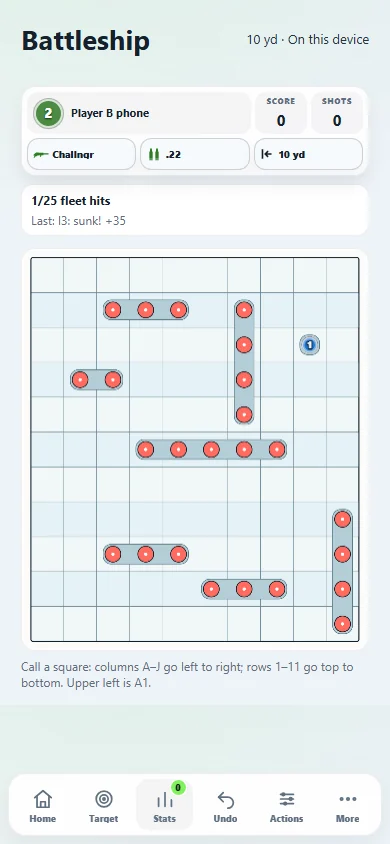 Battleship
10 yd · On this device
2
Player B phone
SCORE
0
SHOTS
0
Challngr
.22
10 yd
1/25 fleet hits
Last: I3: sunk! +35
1
Call a square: columns A–J go left to right; rows 1–11 go top to
bottom. Upper left is A1.
0
Home
Target
Stats
Undo
Actions
More